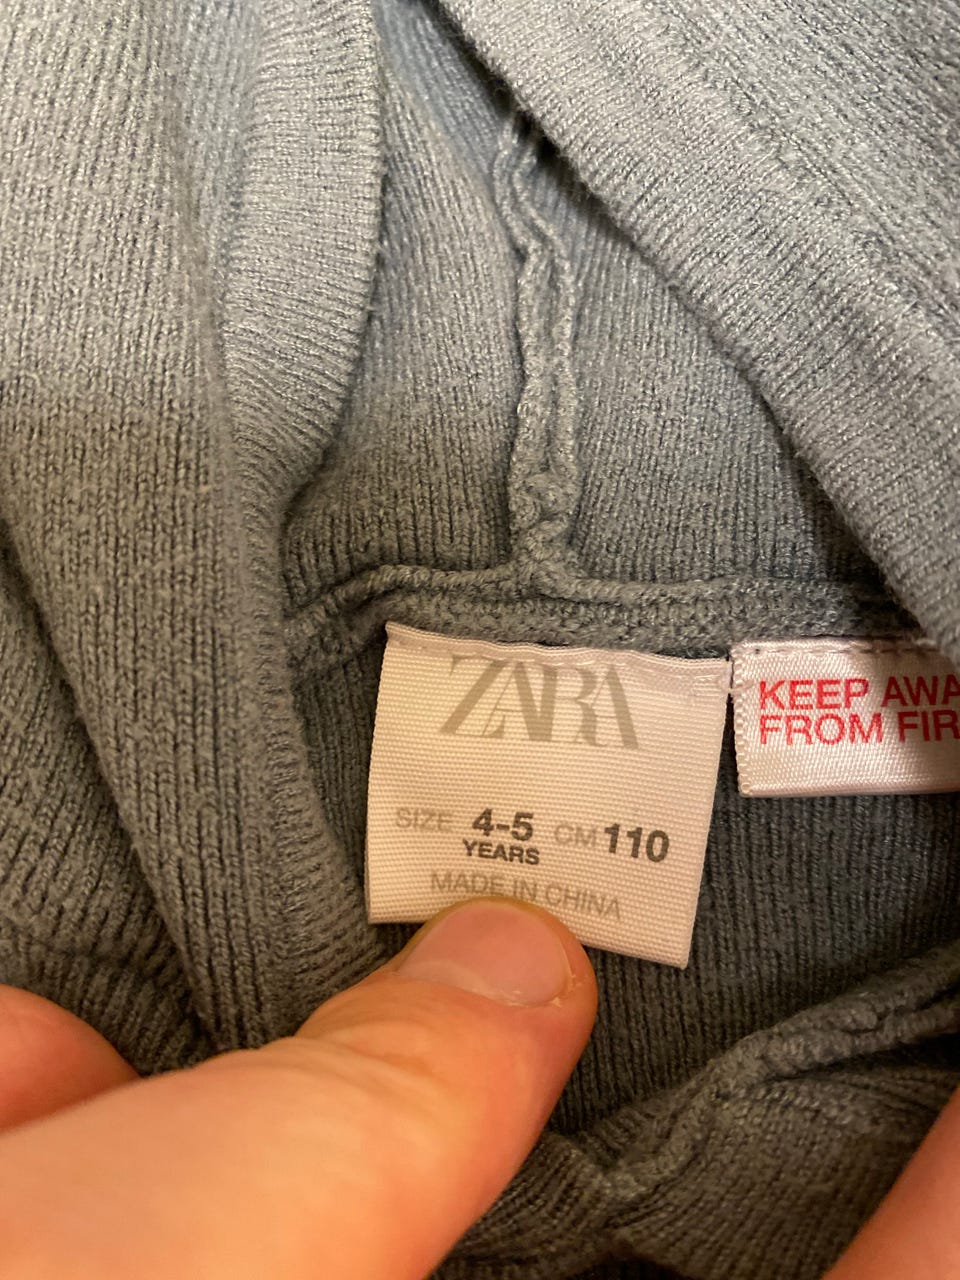 ZARA
SIZE 4-5 CM 110
YEARS
MADE IN CHINA
KEEP AWA
FROM FIR